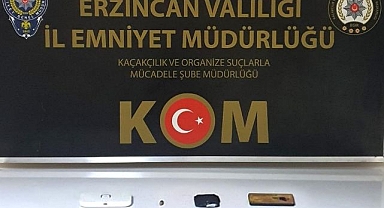 ERZİNCAN VALİLİĞİ
İL EMNİYET MÜDÜRLÜĞÜ
KAÇAKÇILIK VE ORGANİZE SUÇLARLA
MÜCADELE ŞUBE MÜDÜRLÜĞÜ
KOM